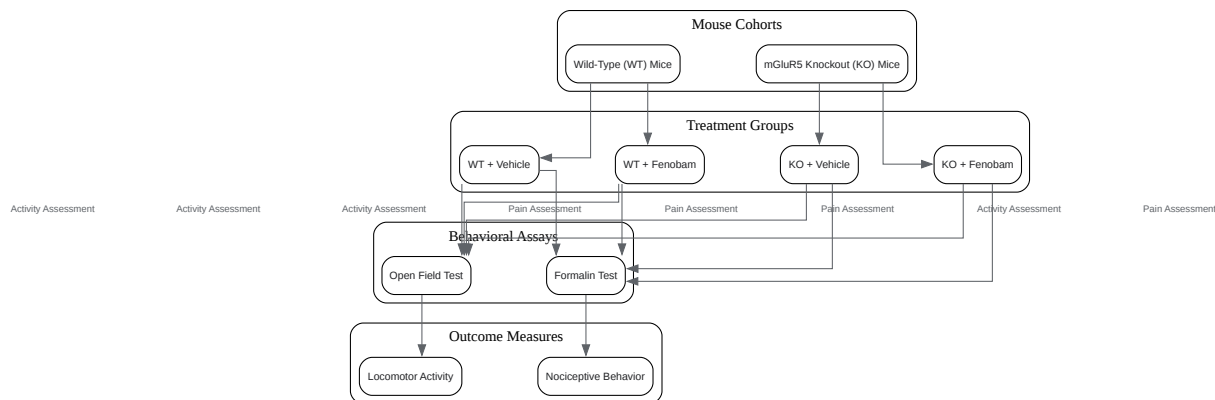 Mouse Cohorts
Wild-Type (WT) Mice
mGluR5 Knockout (KO) Mice
Treatment Groups
WT + Vehicle
WT + Fenobam
KO + Vehicle
KO + Fenobam
Activity Assessment
Activity Assessment
Activity Assessment
Pain Assessment
Pain Assessment
Pain Assessment
Activity Assessment
Pain Assessment
Behavioral Assays
Open Field Test
Formalin Test
Outcome Measures
Locomotor Activity
Nociceptive Behavior